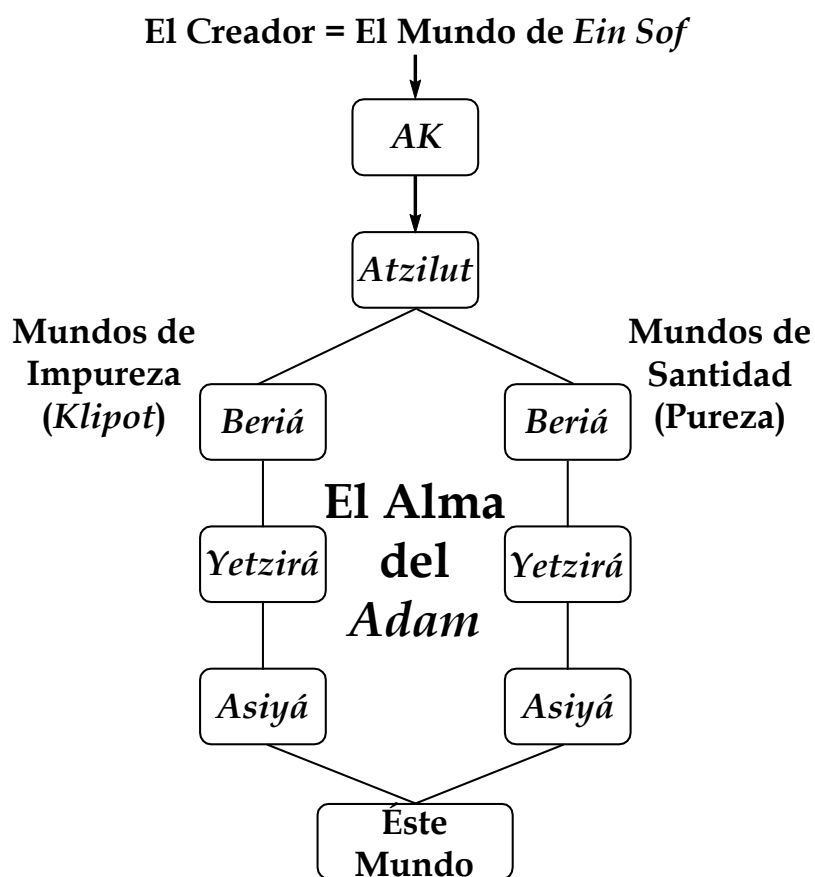 El Creador = El Mundo de Ein Sof
AK
Atzilut
Mundos de
Impureza
(Klipot)
Mundos de
Santidad
(Pureza)
Beriá
Beriá
El Alma
del
Adam
Yetzirá
Yetzirá
Asiyá
Asiyá
Éste
Mundo